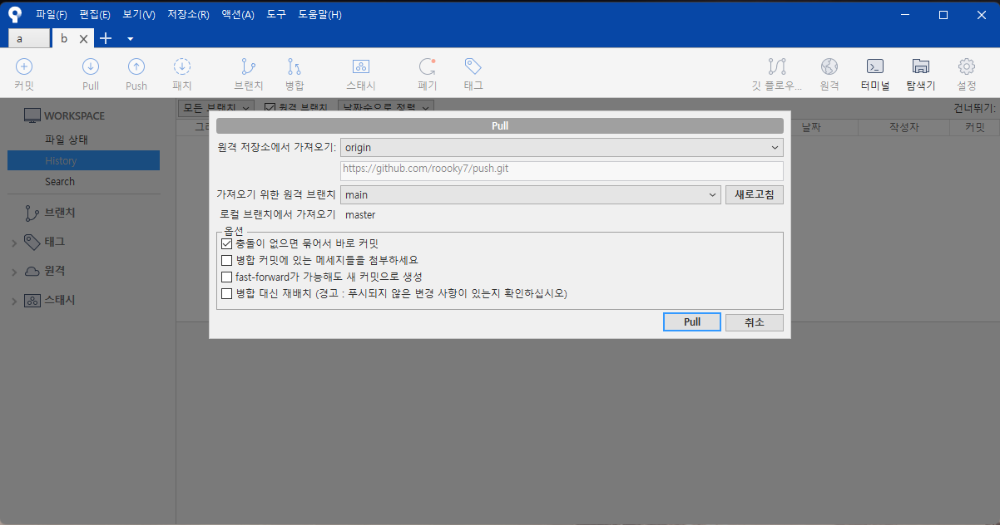 파일(F) 편집(E) 보기(V) 저장소(R) 액션(A) 도구 도움말(H)
a b
커밋 Pull Push 패치 브랜치 병합 스태시 폐기 태그 깃 플로우... 원격 터미널 탐색기 설정
WORKSPACE
파일 상태
History
Search
브랜치
태그
원격
스태시
모든 브랜치 원격 브랜치 날짜순으로 정렬 건너뛰기:
날짜 작성자 커밋
Pull
원격 저장소에서 가져오기: origin
https://github.com/roooky7/push.git
가져오기 위한 원격 브랜치 main 새로고침
로컬 브랜치에서 가져오기 master
옵션
충돌이 없으면 묶어서 바로 커밋
병합 커밋에 있는 메세지들을 첨부하세요
fast-forward가 가능해도 새 커밋으로 생성
병합 대신 재배치 (경고 : 푸시되지 않은 변경 사항이 있는지 확인하십시오)
Pull 취소